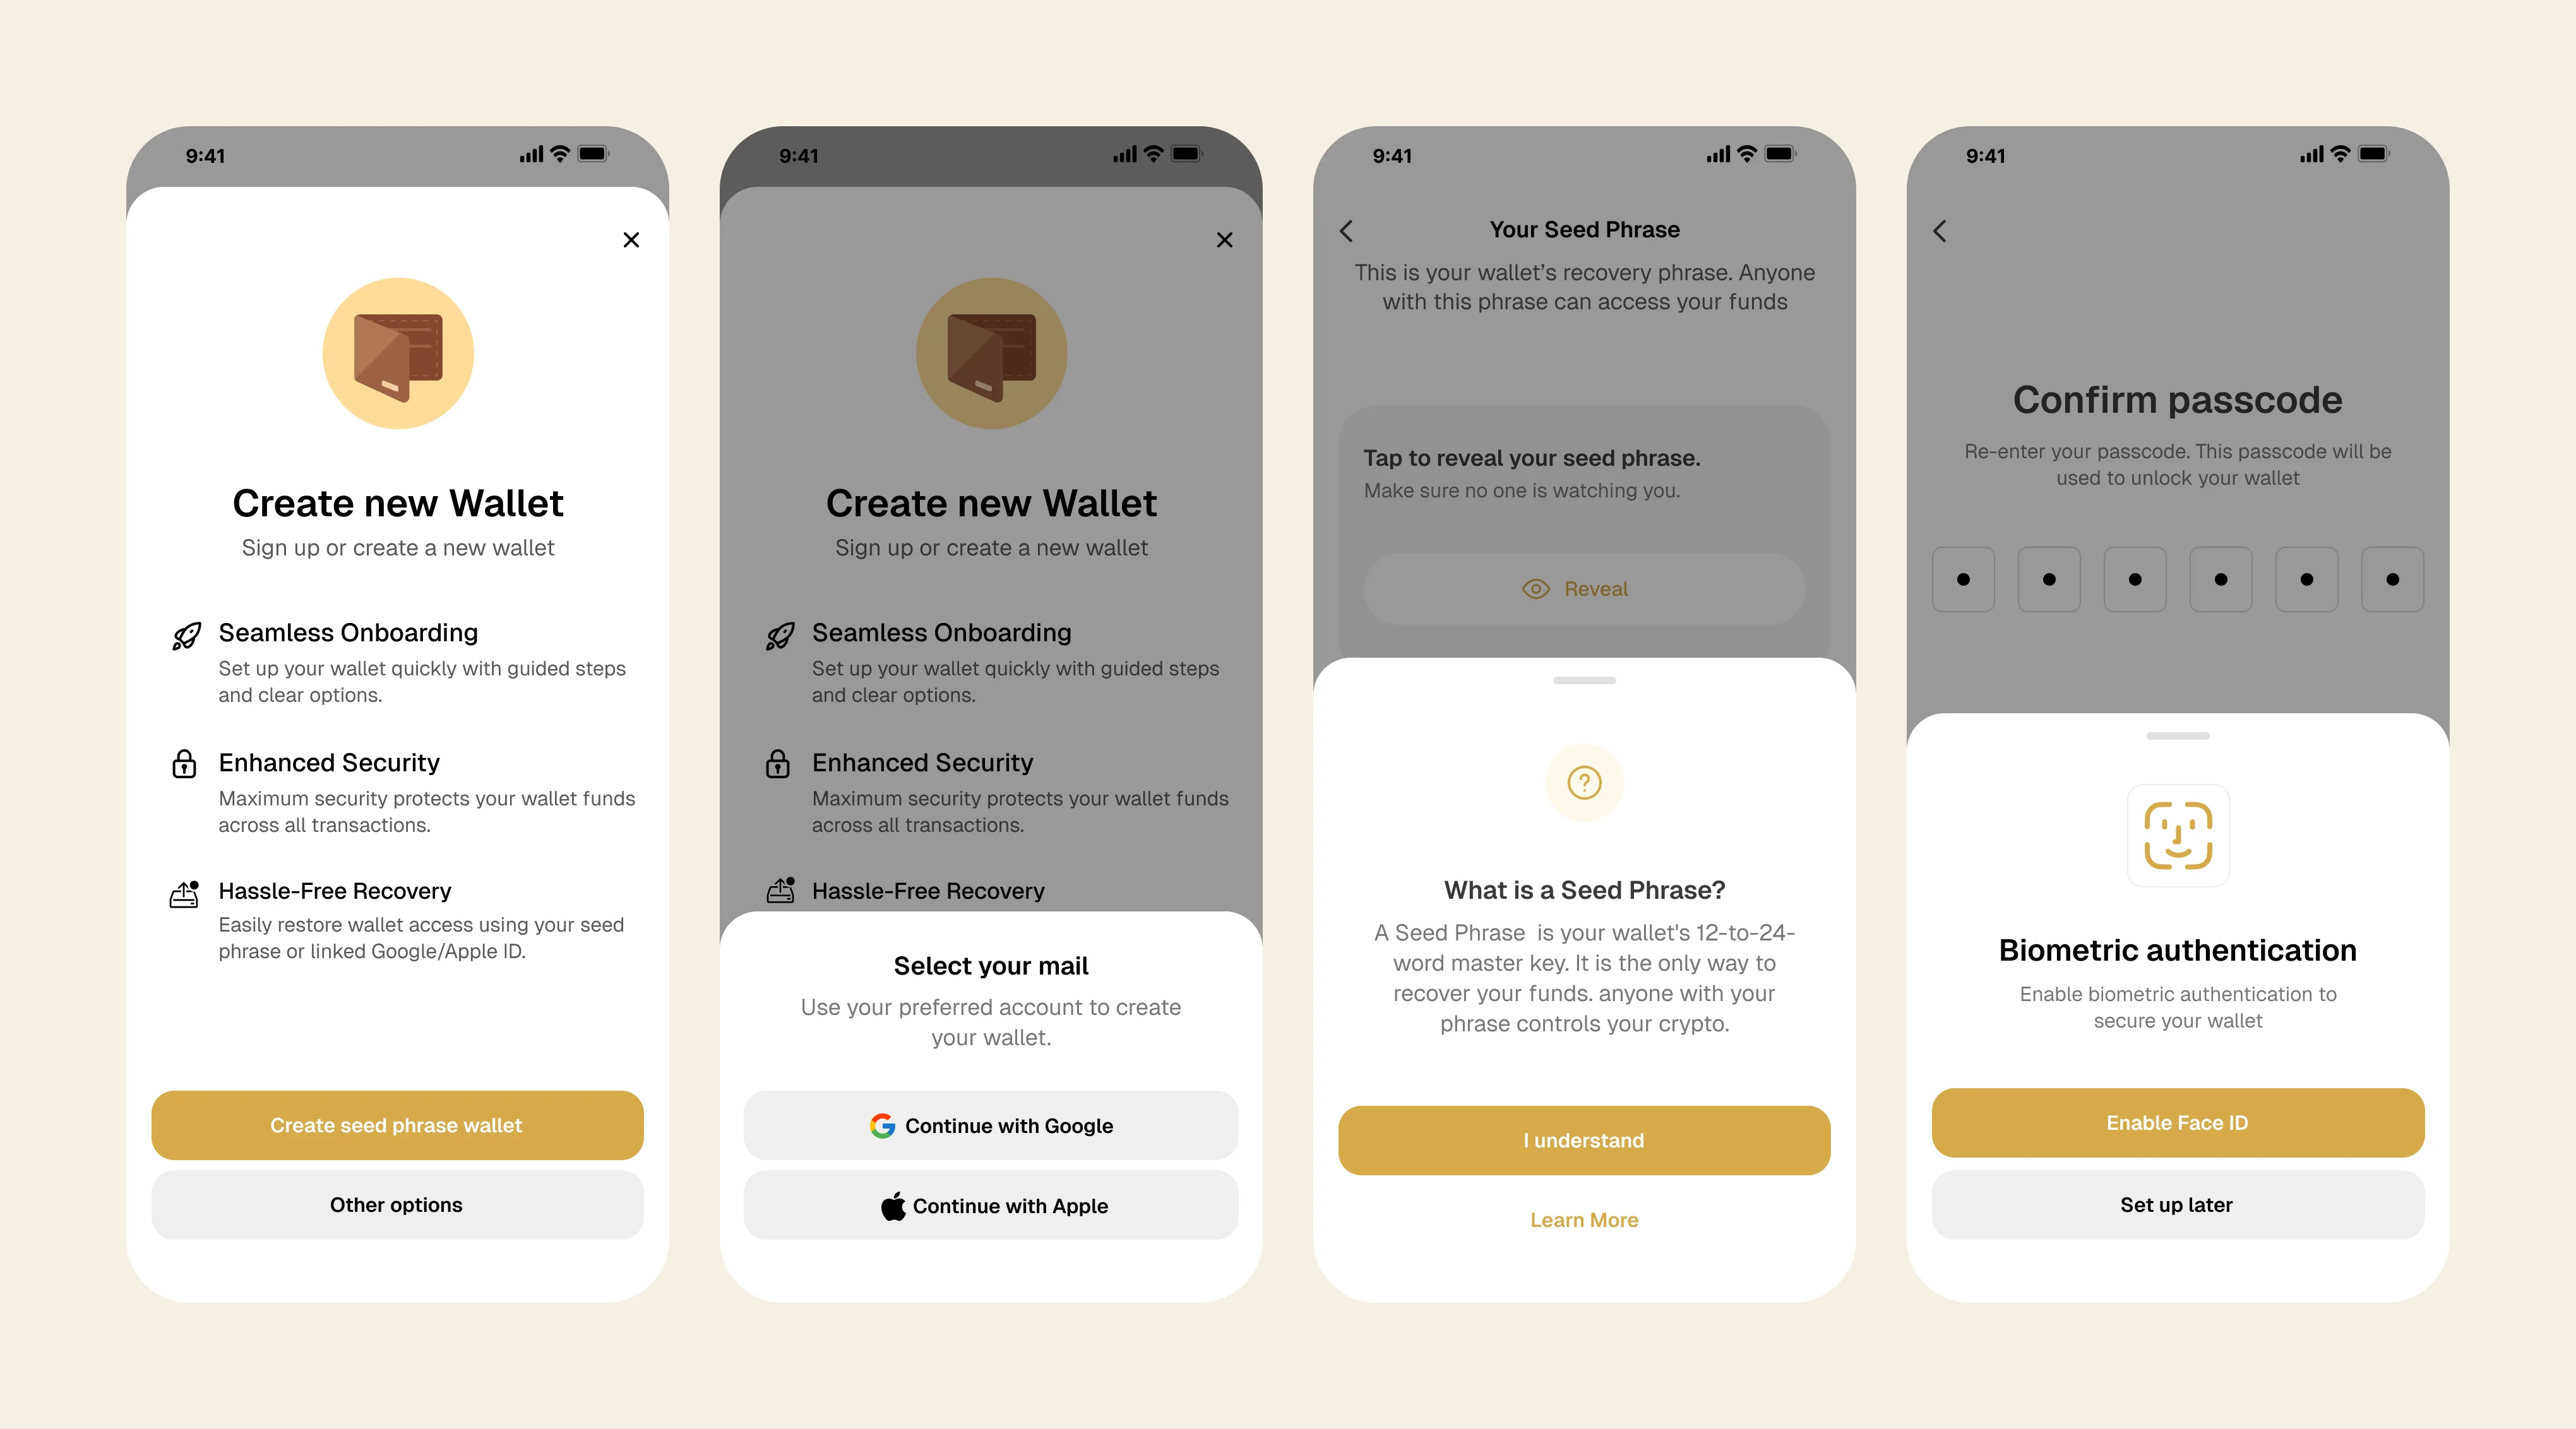 9:41
Create new Wallet
Sign up or create a new wallet
Seamless Onboarding
Set up your wallet quickly with guided steps
and clear options.
Enhanced Security
Maximum security protects your wallet funds
across all transactions.
Hassle-Free Recovery
Easily restore wallet access using your seed
phrase or linked Google/Apple ID.
Create seed phrase wallet
Other options
9:41
Create new Wallet
Sign up or create a new wallet
Seamless Onboarding
Set up your wallet quickly with guided steps
and clear options.
Enhanced Security
Maximum security protects your wallet funds
across all transactions.
Hassle-Free Recovery
Select your mail
Use your preferred account to create
your wallet.
Continue with Google
Continue with Apple
9:41
Your Seed Phrase
This is your wallet’s recovery phrase. Anyone
with this phrase can access your funds
Tap to reveal your seed phrase.
Make sure no one is watching you.
Reveal
What is a Seed Phrase?
A Seed Phrase  is your wallet's 12-to-24-
word master key. It is the only way to
recover your funds. anyone with your
phrase controls your crypto.
I understand
Learn More
9:41
Confirm passcode
Re-enter your passcode. This passcode will be
used to unlock your wallet
Biometric authentication
Enable biometric authentication to
secure your wallet
Enable Face ID
Set up later